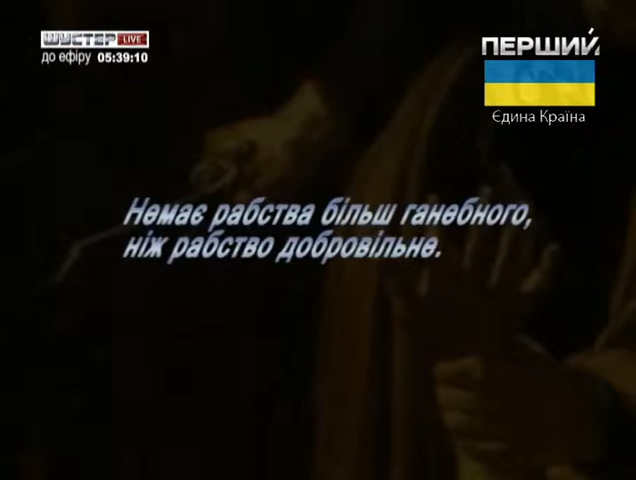 ШУСТЕР LIVE
до ефіру 05:39:10
ПЕРШИЙ
Єдина Країна
Немає рабства більш ганебного,
ніж рабство добровільне.